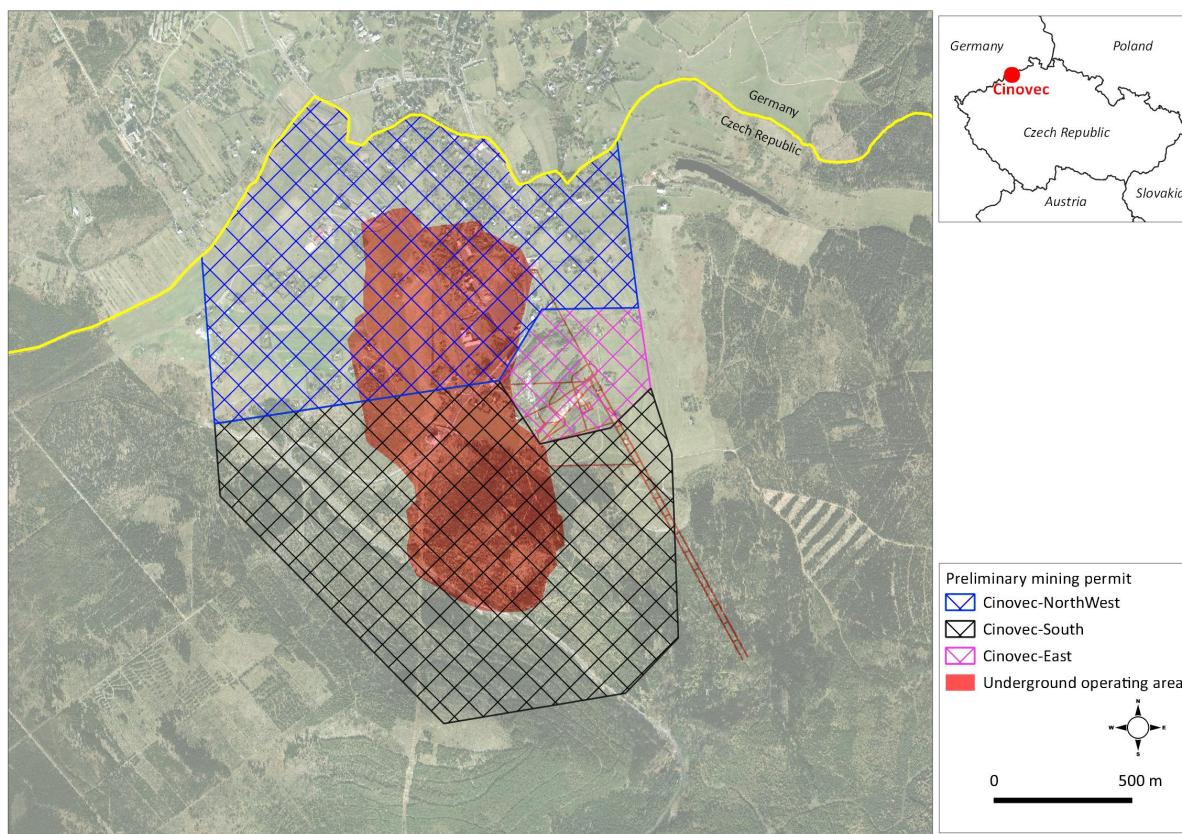 Germany
Czech Republic
Germany
Poland
Cinovec
Czech Republic
Austria
Slovakia
Preliminary mining permit
Cinovec-NorthWest
Cinovec-South
Cinovec-East
Underground operating area
N
W
E
S
0
500 m